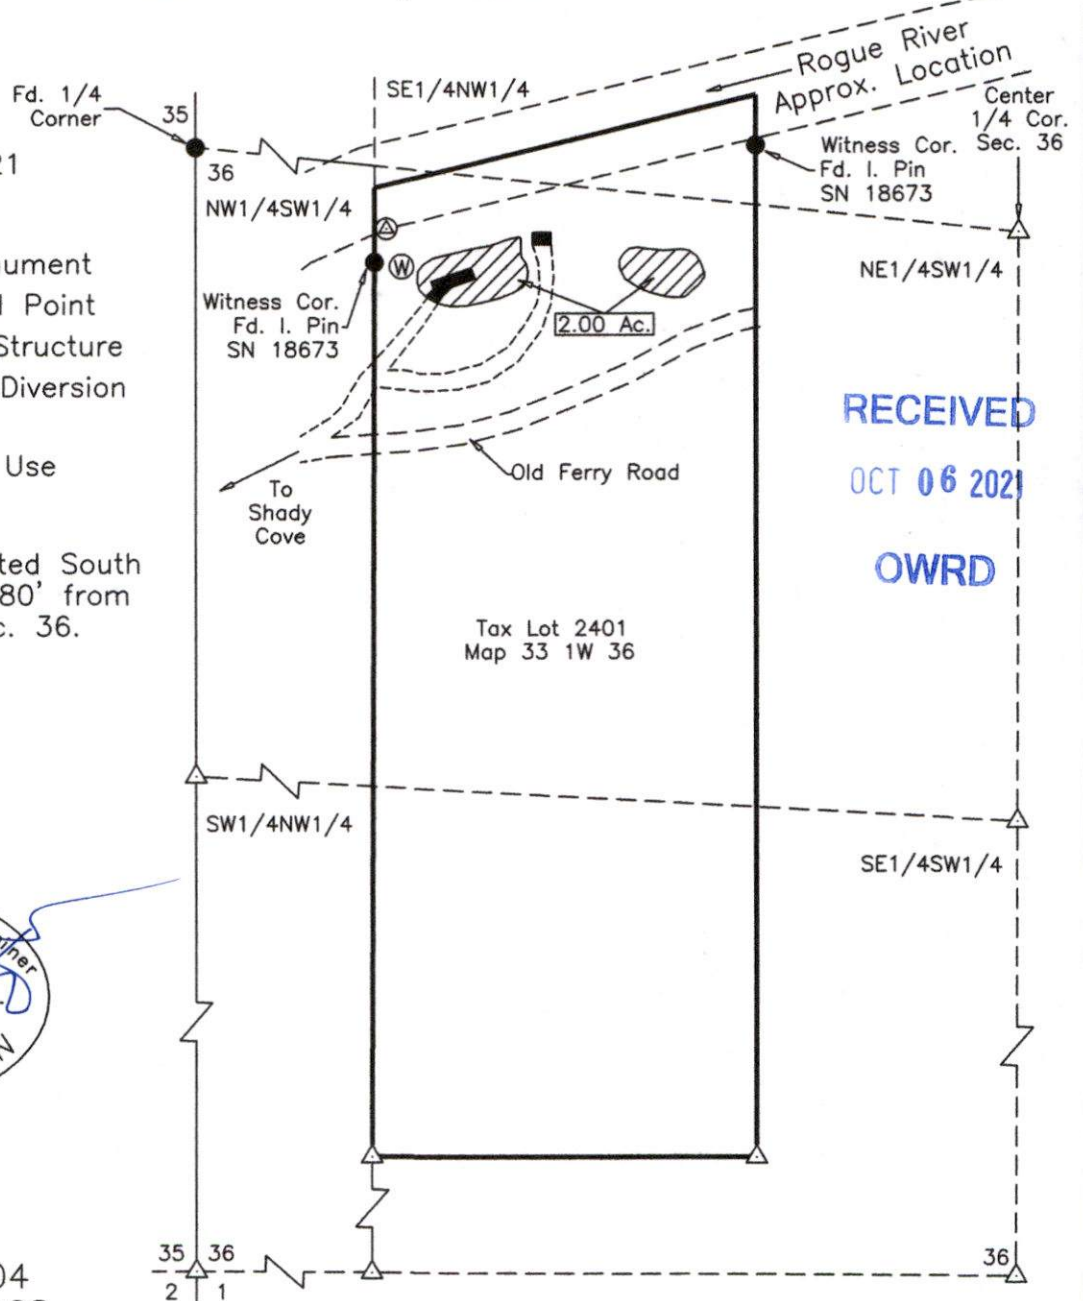 Rogue River
Approx. Location
SE1/4NW1/4
Fd. 1/4
Corner
35
36
Center
1/4 Cor.
Sec. 36
Witness Cor.
Fd. I. Pin
SN 18673
21
NW1/4SW1/4
NE1/4SW1/4
Point
Structure
Diversion
Use
W
Witness Cor.
Fd. I. Pin
SN 18673
2.00 Ac.
RECEIVED
OCT 06 2021
OWRD
Old Ferry Road
To
Shady
Cove
South
80' from
36.
Tax Lot 2401
Map 33 1W 36
SW1/4NW1/4
SE1/4SW1/4
35 36
2 1
36
04